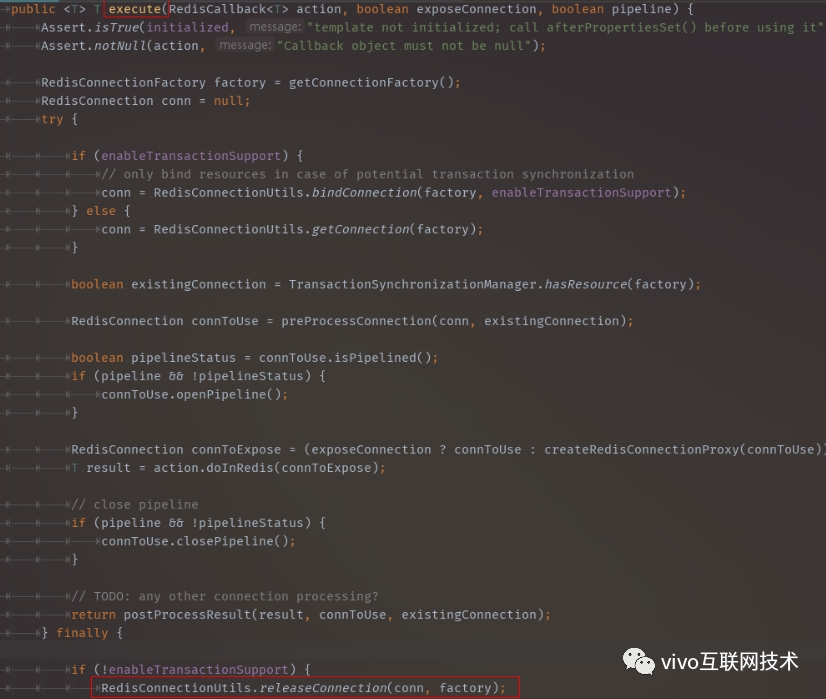 public <T> T execute(RedisCallback<T> action, boolean exposeConnection, boolean pipeline) {
Assert.isTrue(initialized, message: "template not initialized; call afterPropertiesSet() before using it"
Assert.notNull(action, message: "Callback object must not be null");
RedisConnectionFactory factory = getConnectionFactory();
RedisConnection conn = null;
try {
if (enableTransactionSupport) {
// only bind resources in case of potential transaction synchronization
conn = RedisConnectionUtils.bindConnection(factory, enableTransactionSupport);
} else {
conn = RedisConnectionUtils.getConnection(factory);
}
boolean existingConnection = TransactionSynchronizationManager.hasResource(factory);
RedisConnection connToUse = preProcessConnection(conn, existingConnection);
boolean pipelineStatus = connToUse.isPipelined();
if (pipeline && !pipelineStatus) {
connToUse.openPipeline();
}
RedisConnection connToExpose = (exposeConnection ? connToUse : createRedisConnectionProxy(connToUse))
T result = action.doInRedis(connToExpose);
// close pipeline
if (pipeline && !pipelineStatus) {
connToUse.closePipeline();
}
// TODO: any other connection processing?
return postProcessResult(result, connToUse, existingConnection);
} finally {
if (!enableTransactionSupport) {
RedisConnectionUtils.releaseConnection(conn, factory);
vivo互联网技术